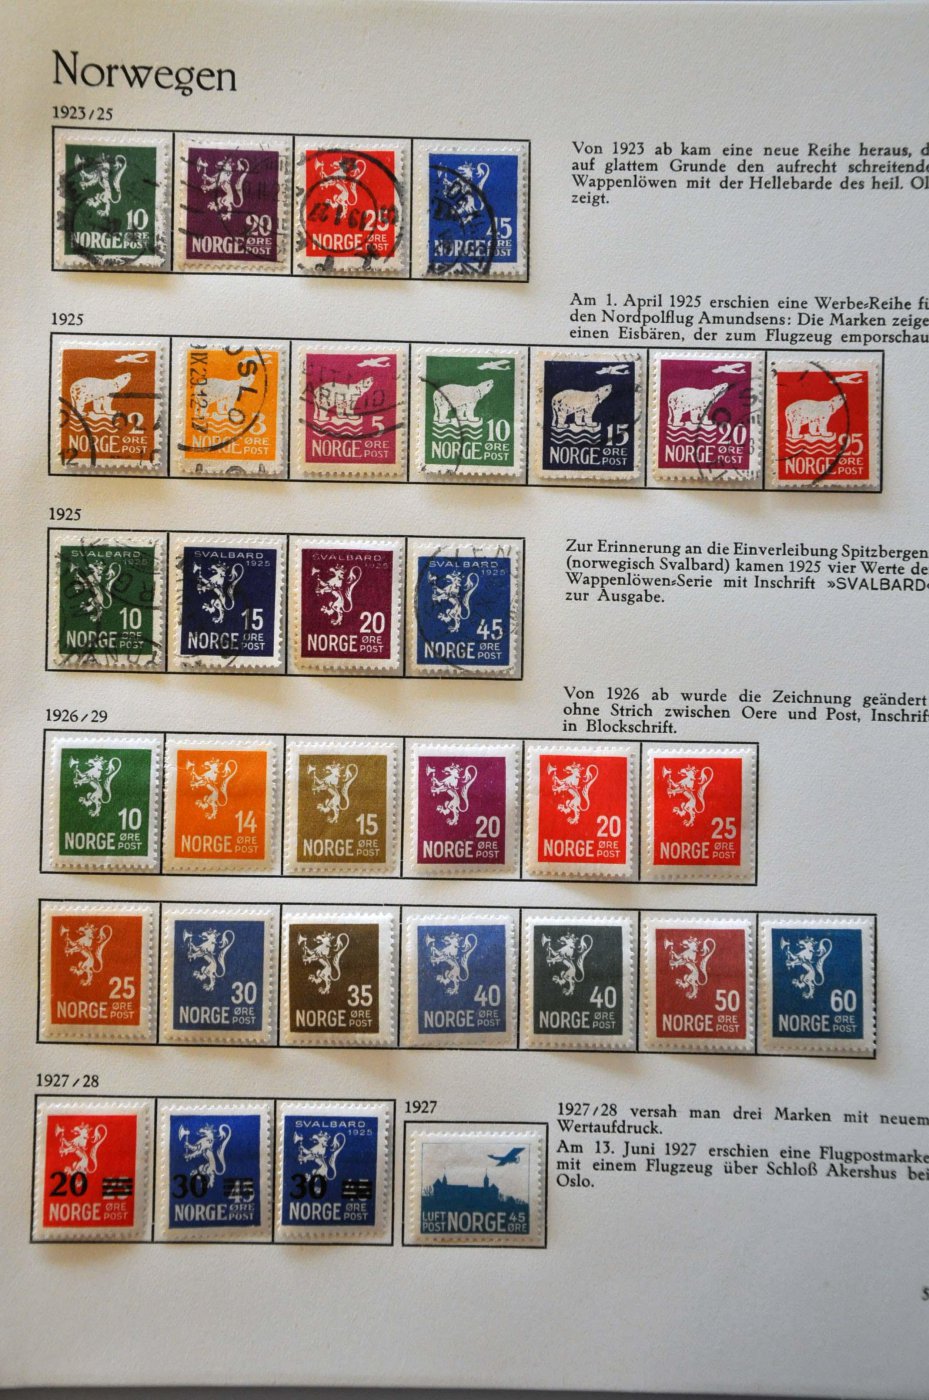 Norwegen
1923/25
Von 1923 ab kam eine neue Reihe heraus,
auf glattem Grunde den aufrecht
Wappenlöwen mit der Hellebarde des heil.
zeigt.
10 NORGE ØRE POST
20 NORGE ØRE POST
25 NORGE ØRE POST
45 NORGE ØRE POST
Am 1. April 1925 erschien eine Werbe-Reihe
den Nordpolflug Amundsens: Die Marken
einen Eisbären, der zum Flugzeug
1925
2 NORGE ØRE POST
3 NORGE ØRE POST
5 NORGE ØRE POST
10 NORGE ØRE POST
15 NORGE ØRE POST
20 NORGE ØRE POST
25 NORGE ØRE POST
OSLO
1925
Zur Erinnerung an die Einverleibung Spitzbergen
(norwegisch Svalbard) kamen 1925 vier Werte
Wappenlöwen-Serie mit Inschrift »SVALBARD«
zur Ausgabe.
SVALBARD 1925 10 NORGE ØRE POST
SVALBARD 1925 15 NORGE ØRE POST
SVALBARD 1925 20 NORGE ØRE POST
SVALBARD 1925 45 NORGE ØRE POST
Von 1926 ab wurde die Zeichnung geändert
ohne Strich zwischen Oere und Post,
in Blockschrift.
1926/29
10 NORGE ØRE POST
14 NORGE ØRE POST
15 NORGE ØRE POST
20 NORGE ØRE POST
20 NORGE ØRE POST
25 NORGE ØRE POST
25 NORGE ØRE POST
30 NORGE ØRE POST
35 NORGE ØRE POST
40 NORGE ØRE POST
40 NORGE ØRE POST
50 NORGE ØRE POST
60 NORGE ØRE POST
1927/28
20 NORGE ØRE POST
30 45 NORGE ØRE POST
SVALBARD 1925 30 NORGE ØRE POST
1927
LUFT POST NORGE 45 ØRE
1927/28 versah man drei Marken mit neuem
Wertaufdruck.
Am 13. Juni 1927 erschien eine Flugpostmarke
mit einem Flugzeug über Schloß Akershus bei
Oslo.